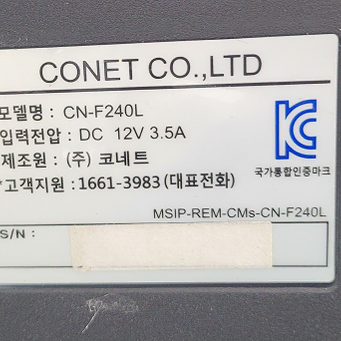 CONET CO.,LTD
모델명 : CN-F240L
입력전압 : DC 12V 3.5A
제조원 : (주) 코네트
*고객지원 : 1661-3983 (대표전화)
국가통합인증마크
MSIP-REM-CMs-CN-F240L
S/N :